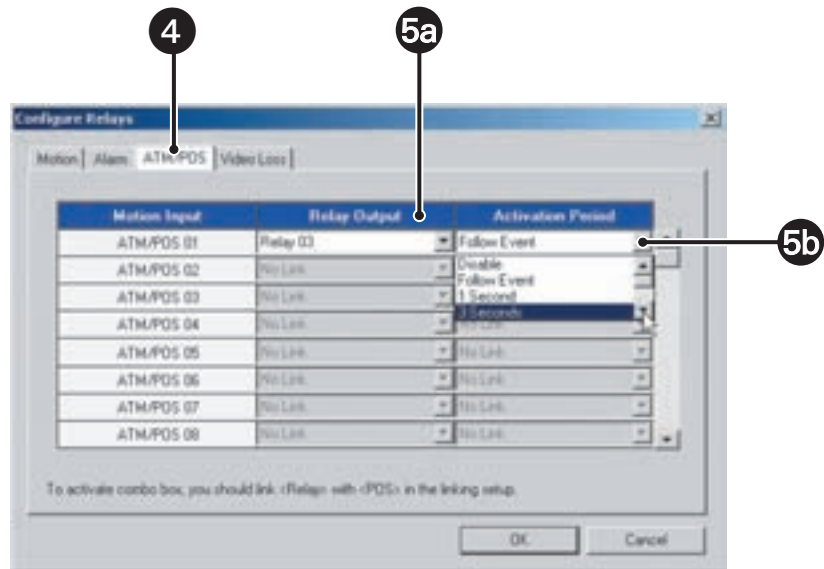 4 5a
Configure Relays
Motion Alarm ATM/POS Video Loss
Motion Input Relay Output Activation Period
ATM/POS 01 Relay 03 Follow Event
5b
ATM/POS 02 No Link Disable
Follow Event
ATM/POS 03 No Link 1 Second
3 Seconds
ATM/POS 04 No Link No Link
ATM/POS 05 No Link No Link
ATM/POS 06 No Link No Link
ATM/POS 07 No Link No Link
ATM/POS 08 No Link No Link
To activate combo box, you should link <Relay> with <POS> in the linking setup.
OK Cancel